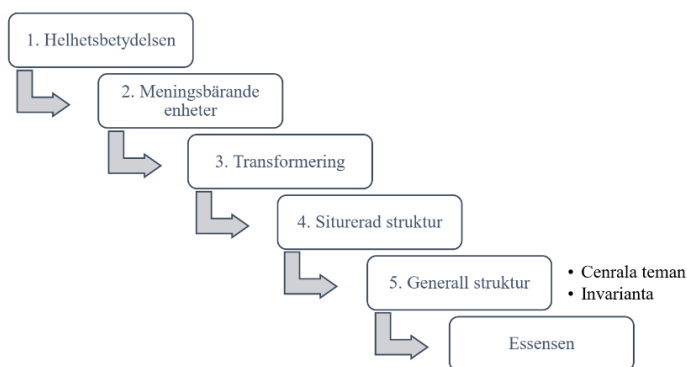 1. Helhetsbetydelsen
2. Meningsbärande
enheter
3. Transformering
4. Siturerad struktur
5. Generall struktur
• Cenrala teman
• Invarianta
Essensen